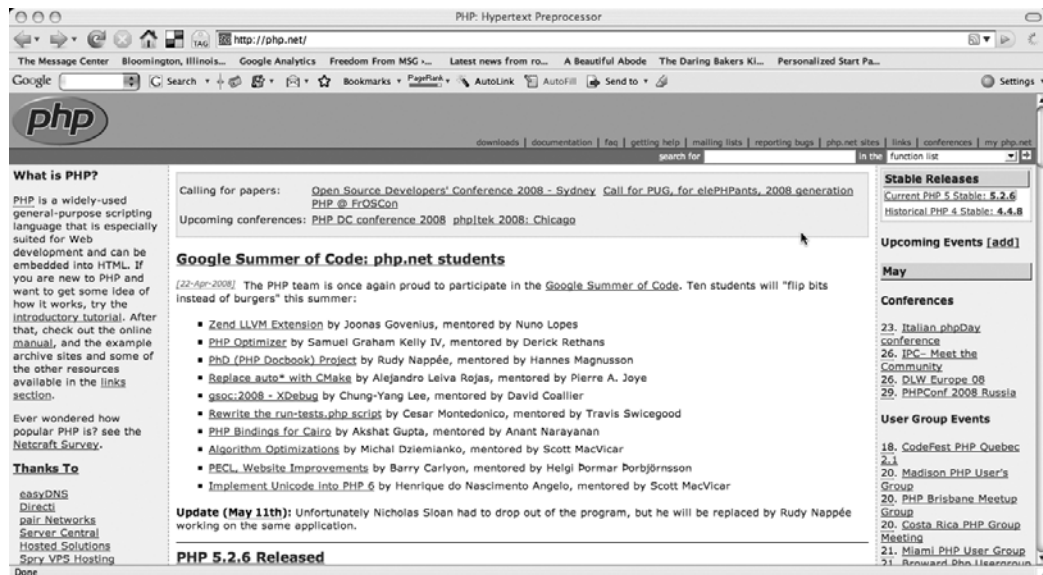 PHP: Hypertext Preprocessor
TAG
http://php.net/
The Message Center Bloomington, Illinois... Google Analytics Freedom From MSG -... Latest news from ro... A Beautiful Abode The Daring Bakers Ki... Personalized Start Pa...
Google Search Bookmarks PageRank AutoLink AutoFill Send to Settings
php
downloads | documentation | faq | getting help | mailing lists | reporting bugs | php.net sites | links | conferences | my php.net
search for in the function list
What is PHP?
PHP is a widely-used
general-purpose scripting
language that is especially
suited for Web
development and can be
embedded into HTML. If
you are new to PHP and
want to get some idea of
how it works, try the
introductory tutorial. After
that, check out the online
manual, and the example
archive sites and some of
the other resources
available in the links
section.
Ever wondered how
popular PHP is? see the
Netcraft Survey.
Thanks To
easyDNS
Directi
pair Networks
Server Central
Hosted Solutions
Spry VPS Hosting
Calling for papers: Open Source Developers' Conference 2008 - Sydney Call for PUG, for elePHPants, 2008 generation
PHP @ FrOSCon
Upcoming conferences: PHP DC conference 2008 php|tek 2008: Chicago
Google Summer of Code: php.net students
[22-Apr-2008] The PHP team is once again proud to participate in the Google Summer of Code. Ten students will "flip bits
instead of burgers" this summer:
▪ Zend LLVM Extension by Joonas Govenius, mentored by Nuno Lopes
▪ PHP Optimizer by Samuel Graham Kelly IV, mentored by Derick Rethans
▪ PhD (PHP Docbook) Project by Rudy Nappée, mentored by Hannes Magnusson
▪ Replace auto* with CMake by Alejandro Leiva Rojas, mentored by Pierre A. Joye
▪ gsoc:2008 - XDebug by Chung-Yang Lee, mentored by David Coallier
▪ Rewrite the run-tests.php script by Cesar Montedonico, mentored by Travis Swicegood
▪ PHP Bindings for Cairo by Akshat Gupta, mentored by Anant Narayanan
▪ Algorithm Optimizations by Michal Dziemianko, mentored by Scott MacVicar
▪ PECL, Website Improvements by Barry Carlyon, mentored by Helgi Þormar Þorbjörnsson
▪ Implement Unicode into PHP 6 by Henrique do Nascimento Angelo, mentored by Scott MacVicar
Update (May 11th): Unfortunately Nicholas Sloan had to drop out of the program, but he will be replaced by Rudy Nappée
working on the same application.
PHP 5.2.6 Released
Stable Releases
Current PHP 5 Stable: 5.2.6
Historical PHP 4 Stable: 4.4.8
Upcoming Events [add]
May
Conferences
23. Italian phpDay
conference
26. IPC– Meet the
Community
26. DLW Europe 08
29. PHPConf 2008 Russia
User Group Events
18. CodeFest PHP Quebec
2.1
20. Madison PHP User's
Group
20. PHP Brisbane Meetup
Group
20. Costa Rica PHP Group
Meeting
21. Miami PHP User Group
21. Broward Php Usergroup
Done